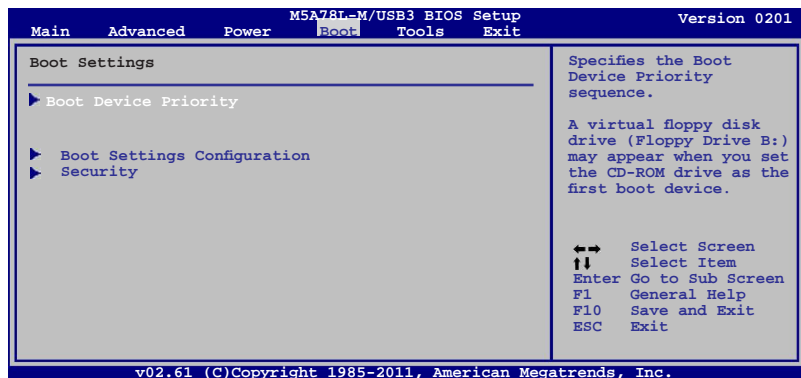 M5A78L-M/USB3 BIOS Setup Version 0201
Main Advanced Power Boot Tools Exit
Boot Settings
Boot Device Priority
Boot Settings Configuration
Security
Specifies the Boot
Device Priority
sequence.
A virtual floppy disk
drive (Floppy Drive B:)
may appear when you set
the CD-ROM drive as the
first boot device.
←→ Select Screen
↑↓ Select Item
Enter Go to Sub Screen
F1 General Help
F10 Save and Exit
ESC Exit
v02.61 (C)Copyright 1985-2011, American Megatrends, Inc.